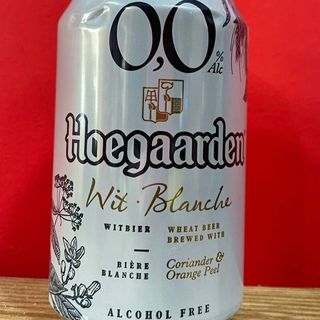 0,0 % Alc
Hoegaarden
Wit · Blanche
WITBIER
WHEAT BEER
BREWED WITH
BIÈRE
BLANCHE
Coriander &
Orange Peel
ALCOHOL FREE